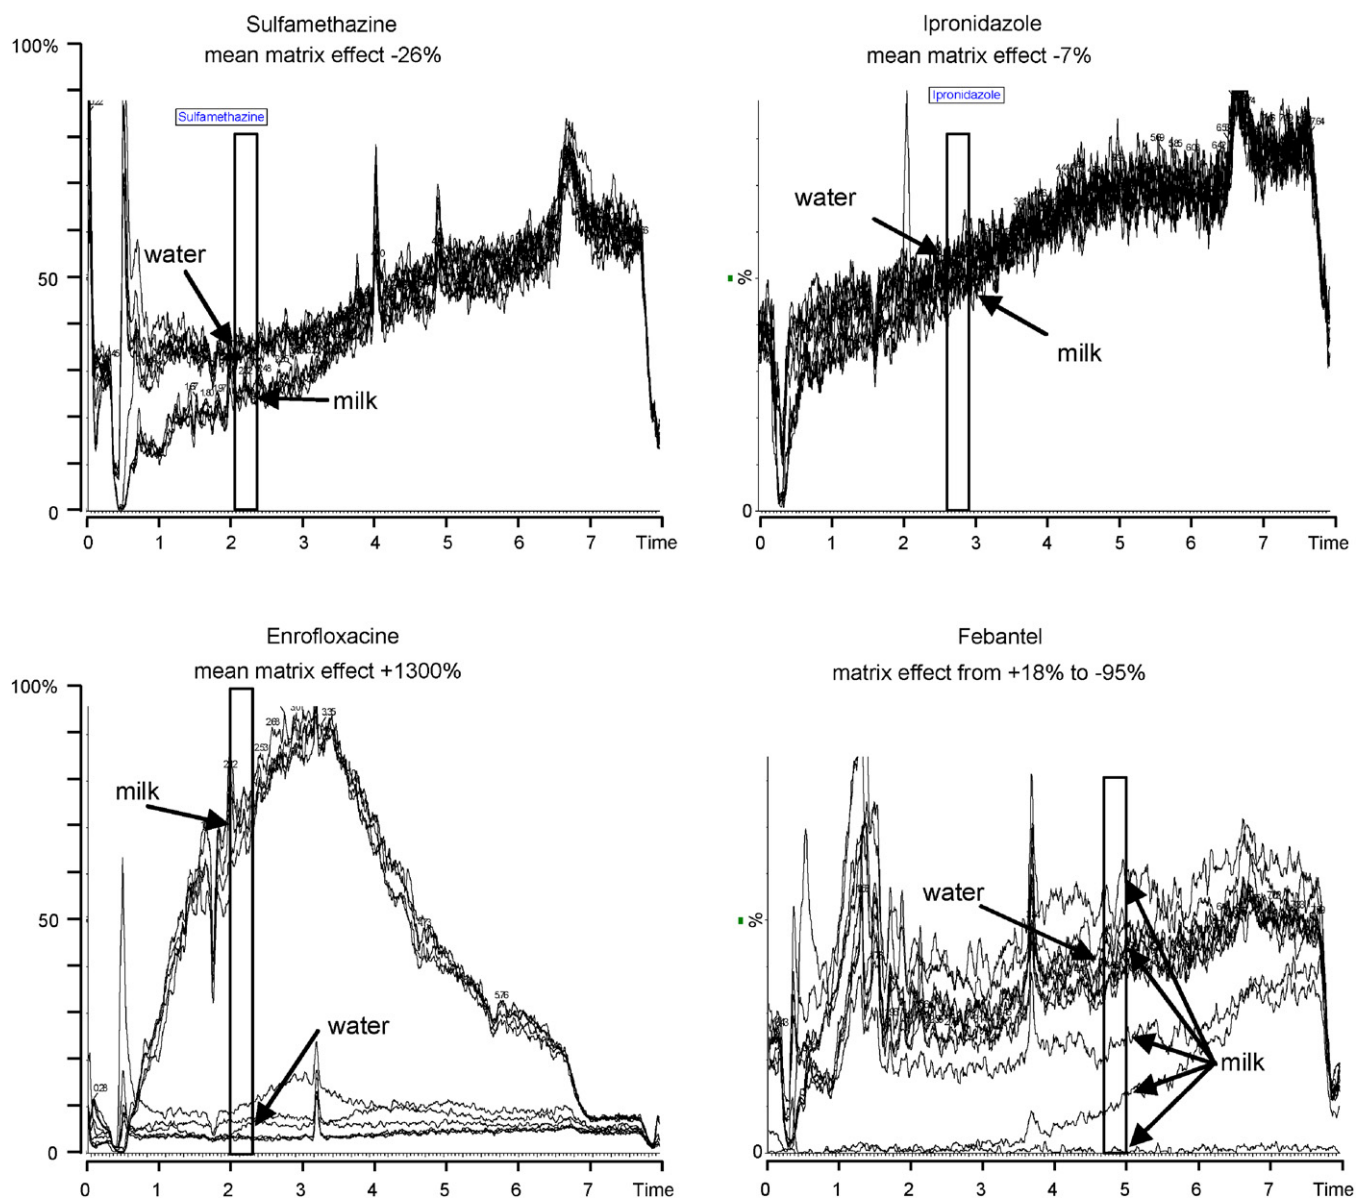 Sulfamethazine
mean matrix effect -26%
100%
Sulfamethazine
water
50
milk
0
0 1 2 3 4 5 6 7 Time
Ipronidazole
mean matrix effect -7%
Ipronidazole
water
%
milk
0
0 1 2 3 4 5 6 7 Time
Enrofloxacine
mean matrix effect +1300%
100%
milk
50
water
0
0 1 2 3 4 5 6 7 Time
Febantel
matrix effect from +18% to -95%
water
%
milk
0
0 1 2 3 4 5 6 7 Time